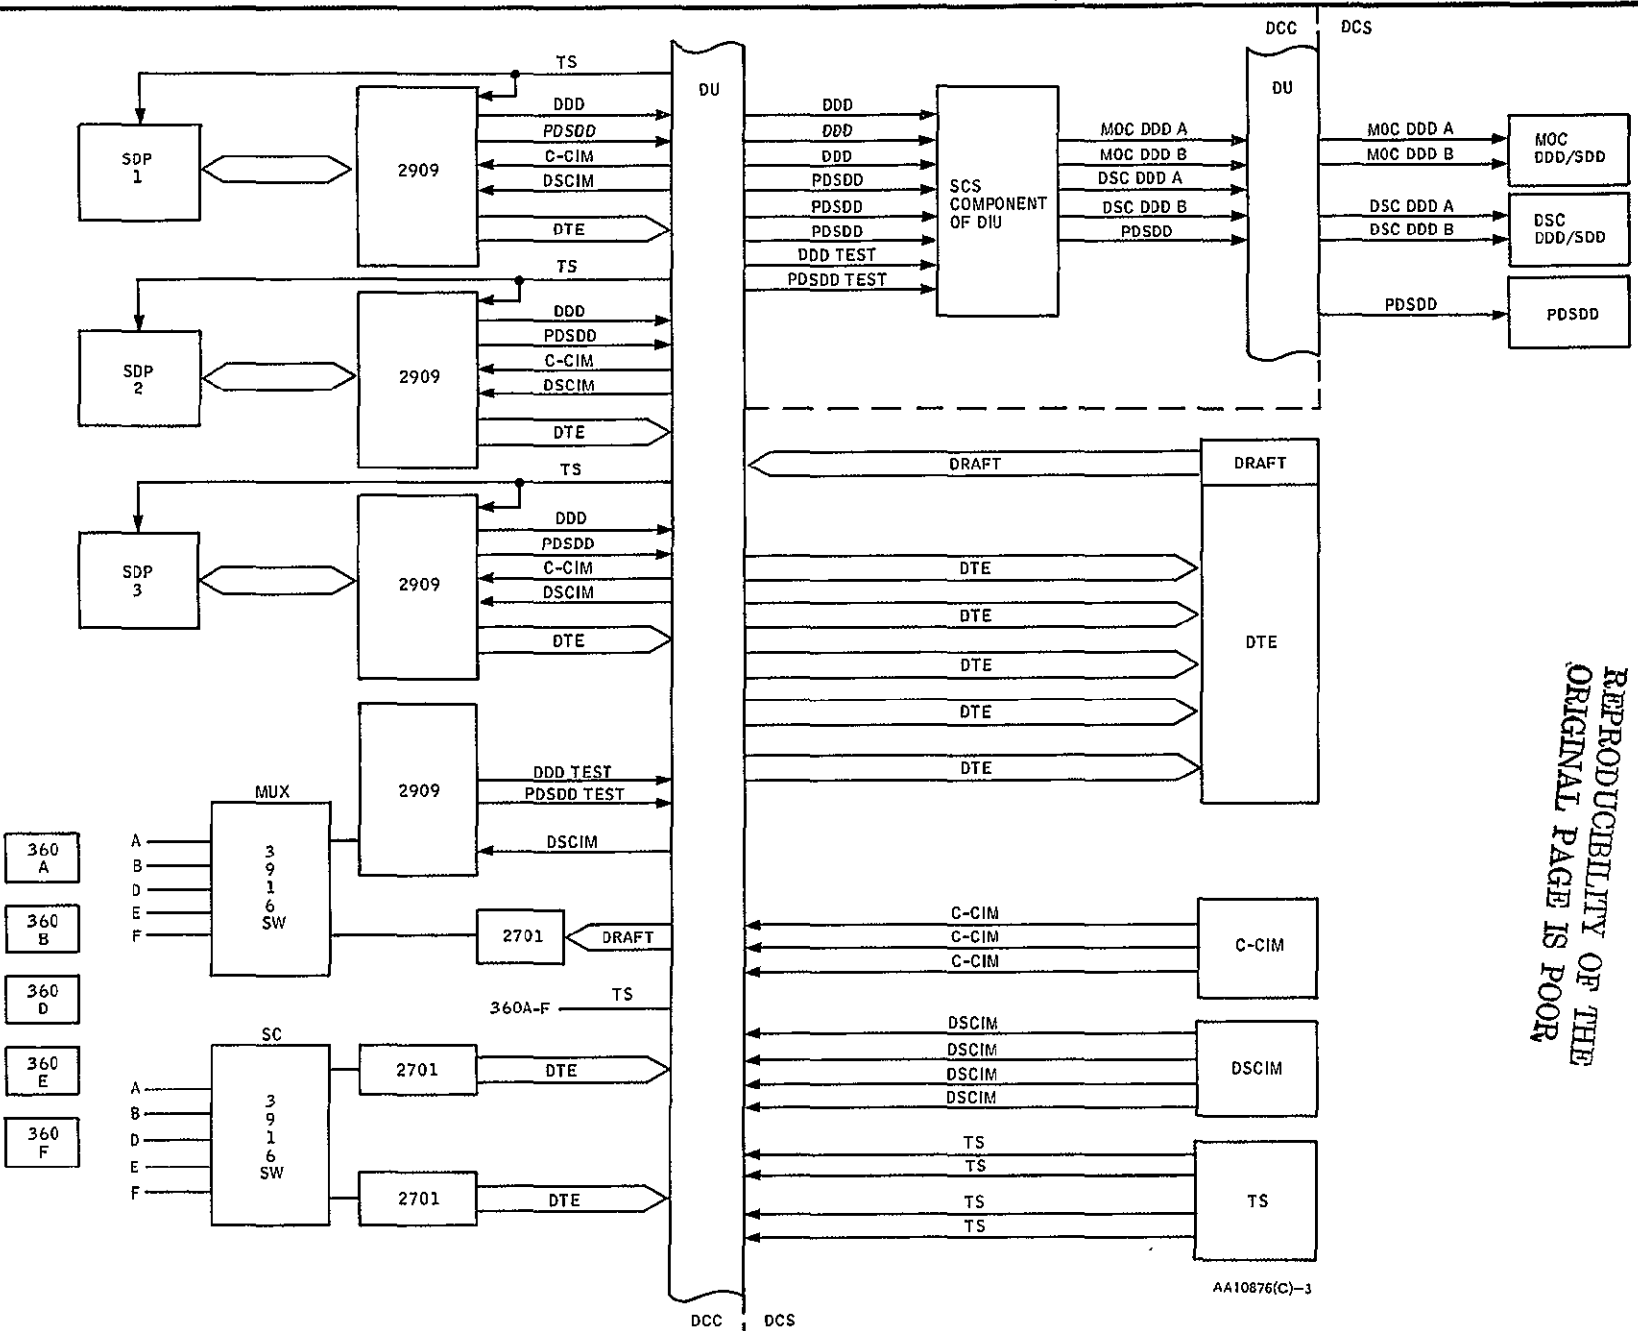 DCC
DCS
TS
DU
DU
SDP
1
2909
DDD
PDSDD
C-CIM
DSCIM
DTE
DDD
DDD
DDD
PDSDD
PDSDD
PDSDD
DDD TEST
PDSDD TEST
SCS
COMPONENT
OF DIU
MOC DDD A
MOC DDD B
DSC DDD A
DSC DDD B
PDSDD
MOC DDD A
MOC DDD B
DSC DDD A
DSC DDD B
PDSDD
MOC
DDD/SDD
DSC
DDD/SDD
PDSDD
TS
SDP
2
2909
DDD
PDSDD
C-CIM
DSCIM
DTE
TS
SDP
3
2909
DDD
PDSDD
C-CIM
DSCIM
DTE
DRAFT
DRAFT
DTE
DTE
DTE
DTE
DTE
DTE
2909
DDD TEST
PDSDD TEST
DSCIM
MUX
3
9
1
6
SW
A
B
D
E
F
360
A
360
B
360
D
360
E
360
F
2701
DRAFT
360A-F
TS
SC
3
9
1
6
SW
A
B
D
E
F
2701
DTE
2701
DTE
C-CIM
C-CIM
C-CIM
C-CIM
DSCIM
DSCIM
DSCIM
DSCIM
DSCIM
TS
TS
TS
TS
TS
AA10876(C)-3
DCC
DCS
REPRODUCIBILITY OF THE
ORIGINAL PAGE IS POOR